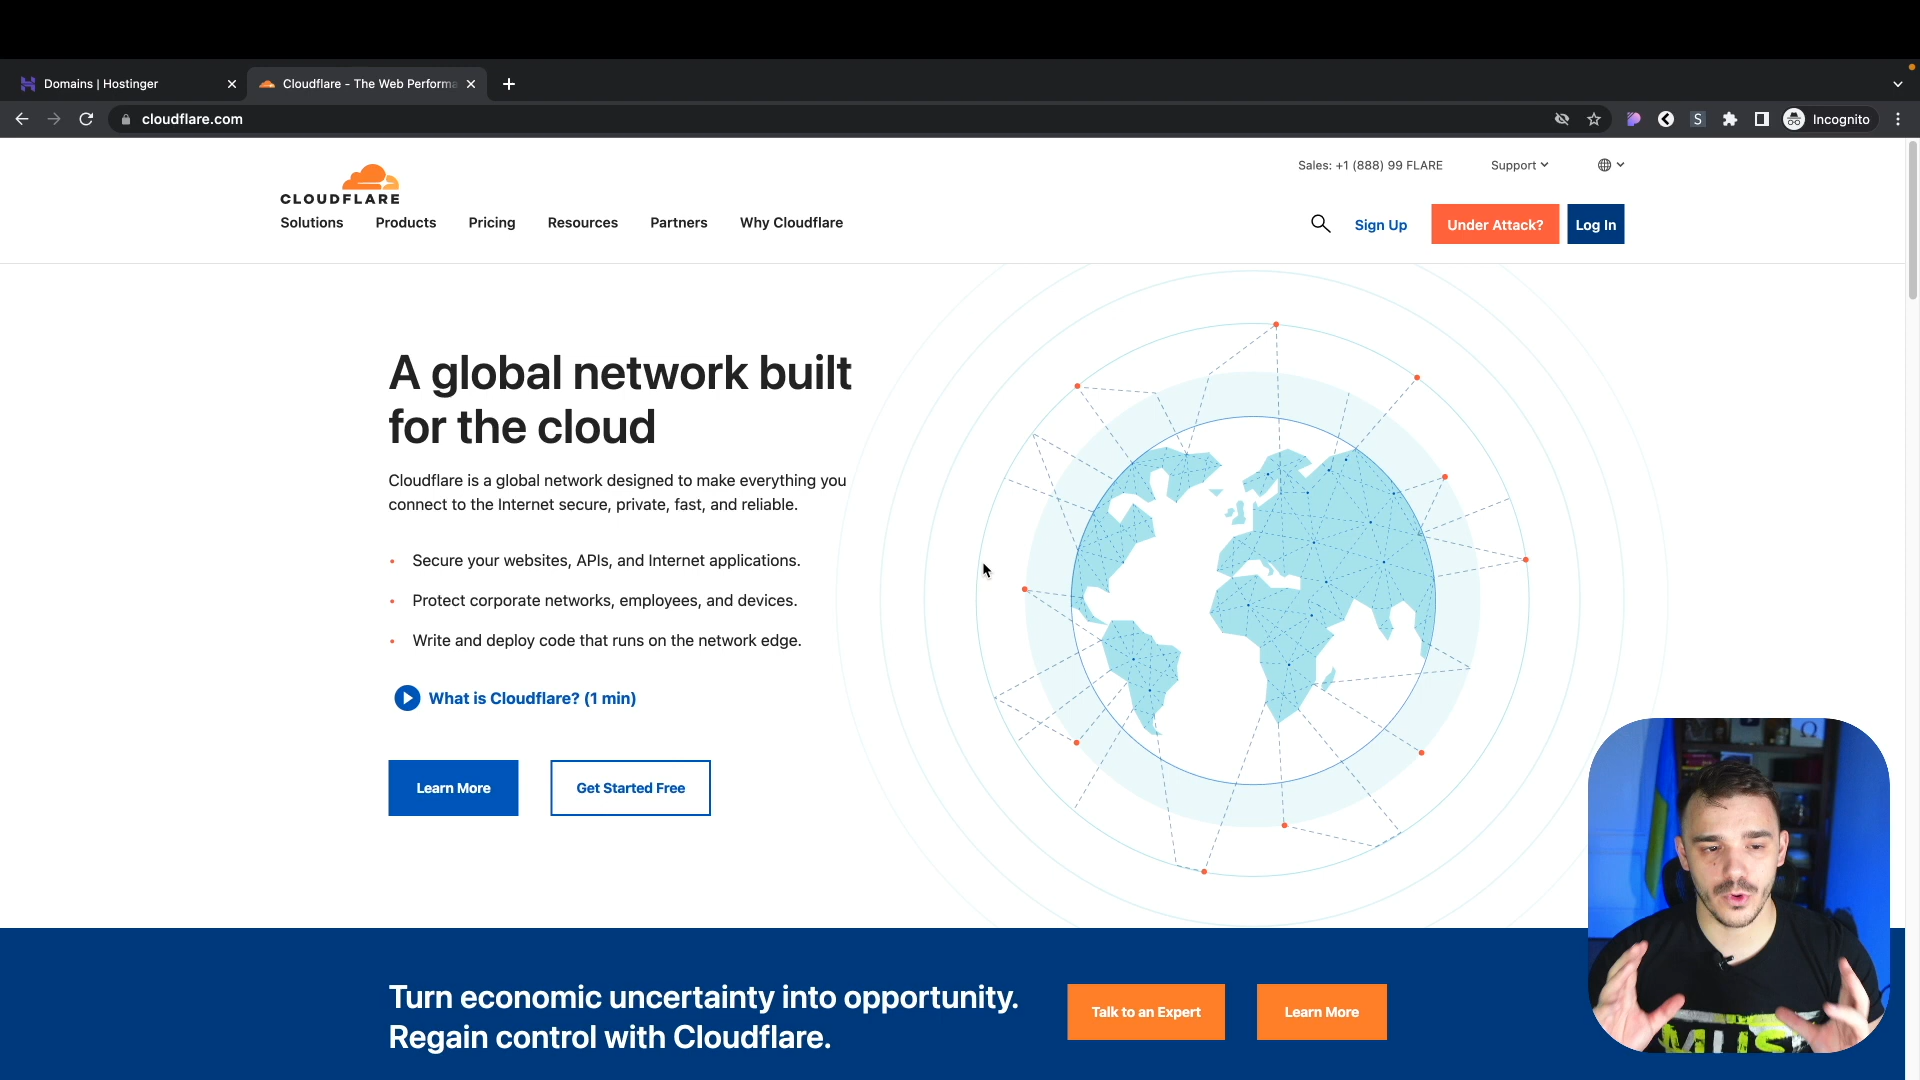 Domains | Hostinger
Cloudflare - The Web Performa
cloudflare.com
S
Incognito
Sales: +1 (888) 99 FLARE
Support
CLOUDFLARE
Solutions
Products
Pricing
Resources
Partners
Why Cloudflare
Sign Up
Under Attack?
Log In
A global network built
for the cloud
Cloudflare is a global network designed to make everything you
connect to the Internet secure, private, fast, and reliable.
Secure your websites, APIs, and Internet applications.
Protect corporate networks, employees, and devices.
Write and deploy code that runs on the network edge.
What is Cloudflare? (1 min)
Learn More
Get Started Free
Ω
Turn economic uncertainty into opportunity.
Regain control with Cloudflare.
Talk to an Expert
Learn More